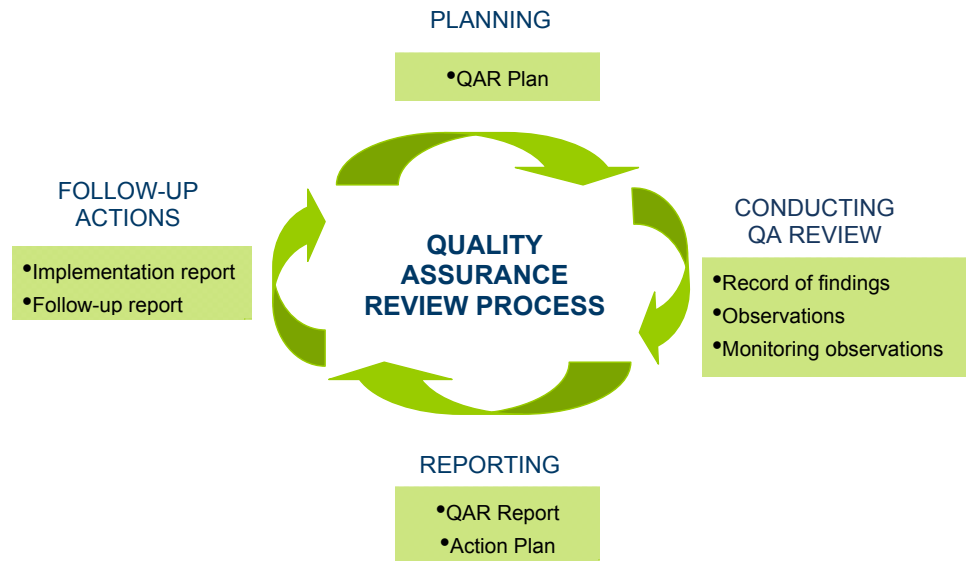 PLANNING
•QAR Plan
FOLLOW-UP
ACTIONS
•Implementation report
•Follow-up report
QUALITY
ASSURANCE
REVIEW PROCESS
CONDUCTING
QA REVIEW
•Record of findings
•Observations
•Monitoring observations
REPORTING
•QAR Report
•Action Plan